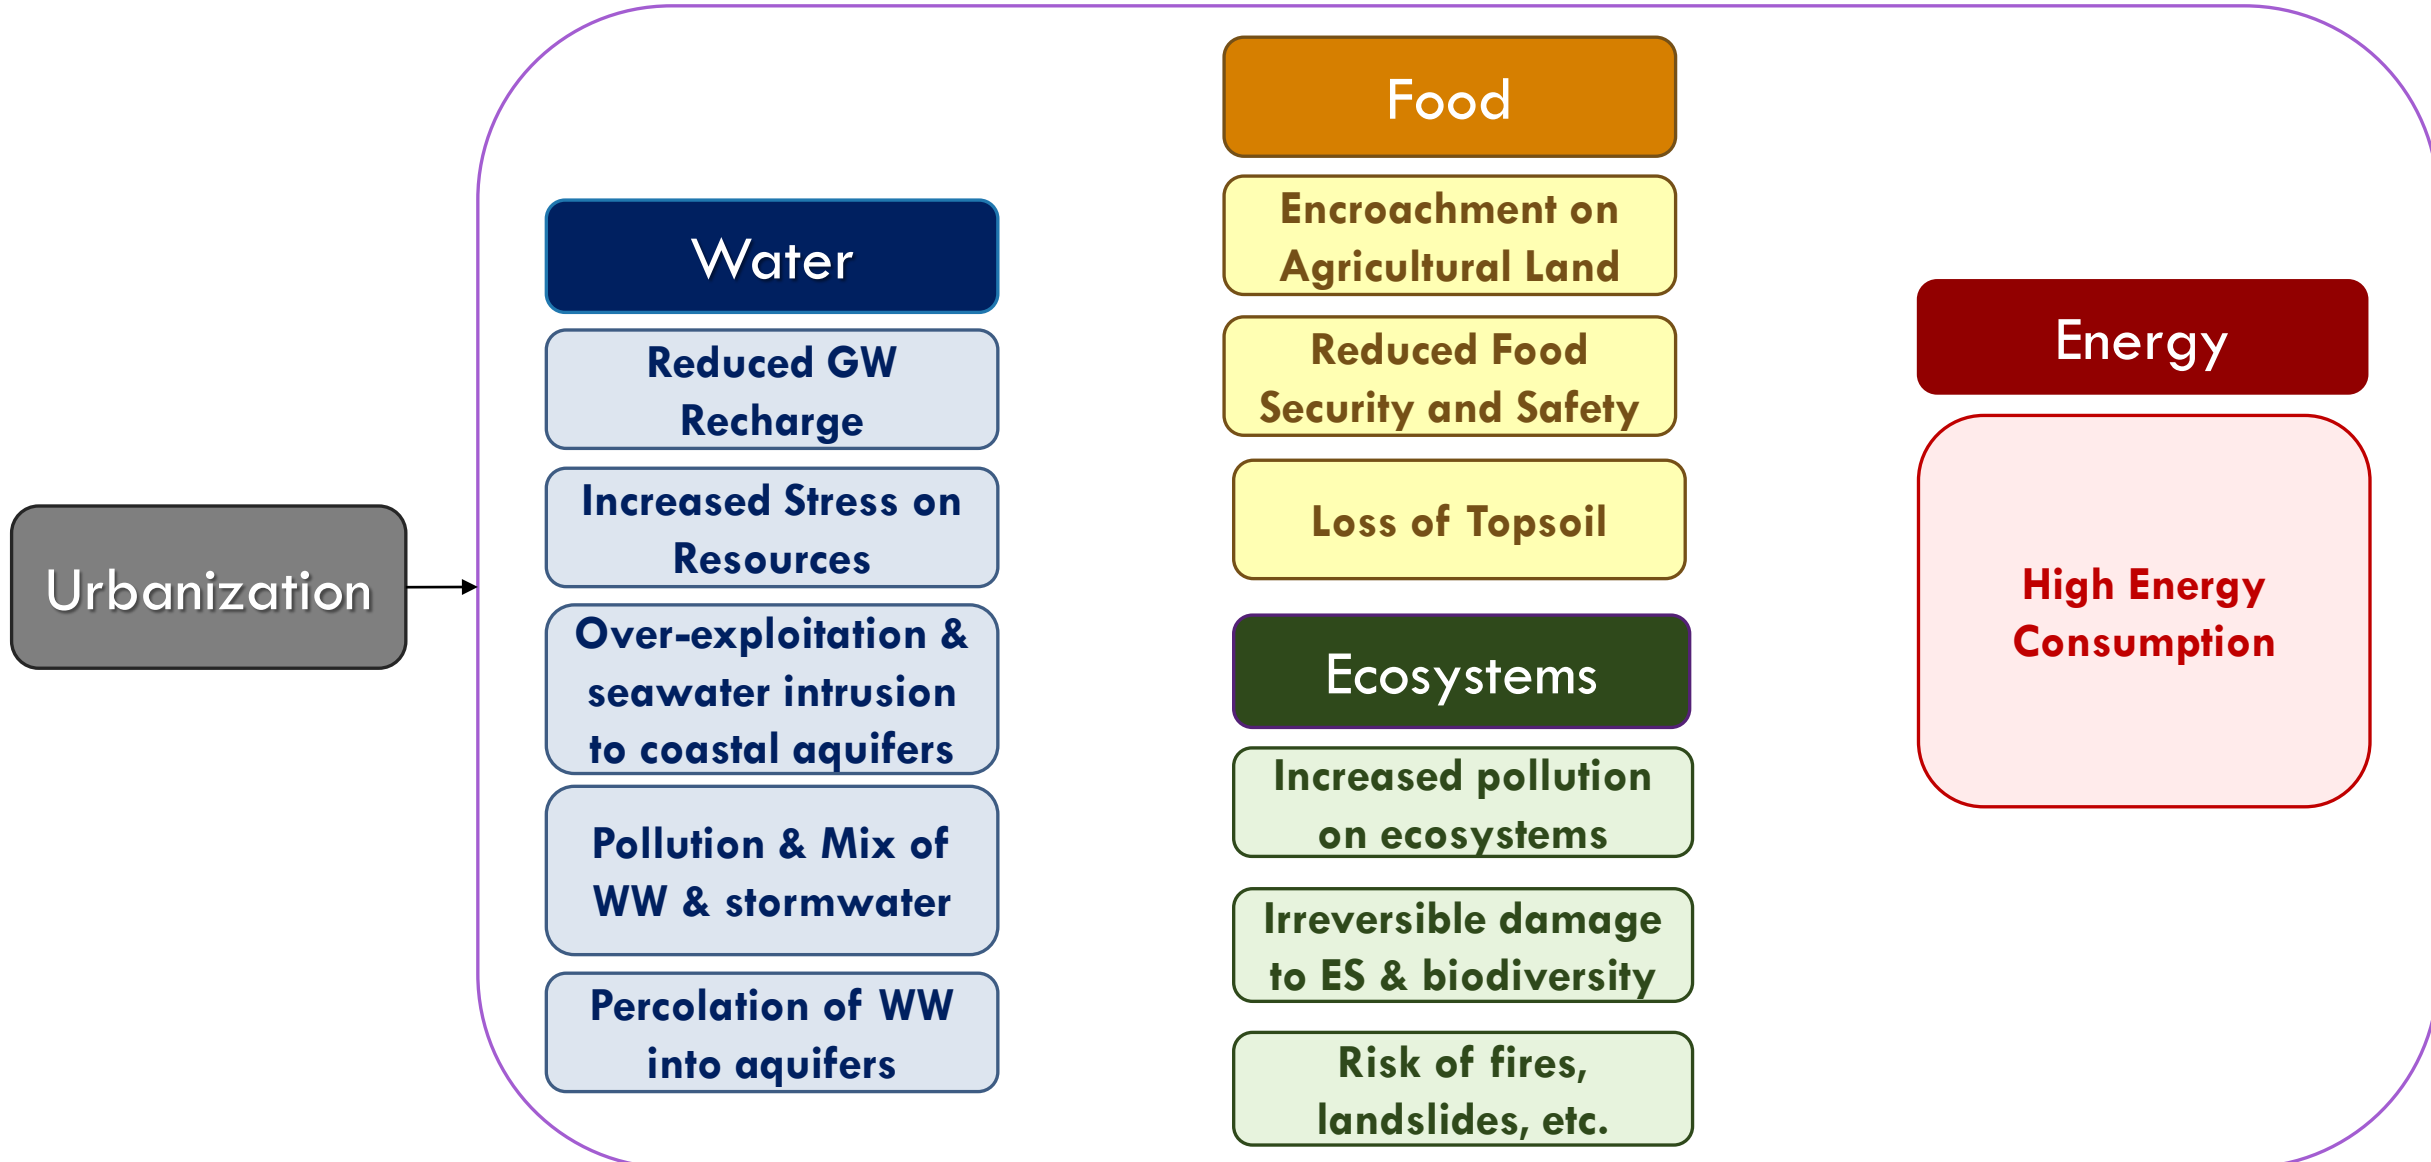 Urbanization
Water
Reduced GW
Recharge
Increased Stress on
Resources
Over-exploitation &
seawater intrusion
to coastal aquifers
Pollution & Mix of
WW & stormwater
Percolation of WW
into aquifers
Food
Encroachment on
Agricultural Land
Reduced Food
Security and Safety
Loss of Topsoil
Ecosystems
Increased pollution
on ecosystems
Irreversible damage
to ES & biodiversity
Risk of fires,
landslides, etc.
Energy
High Energy
Consumption